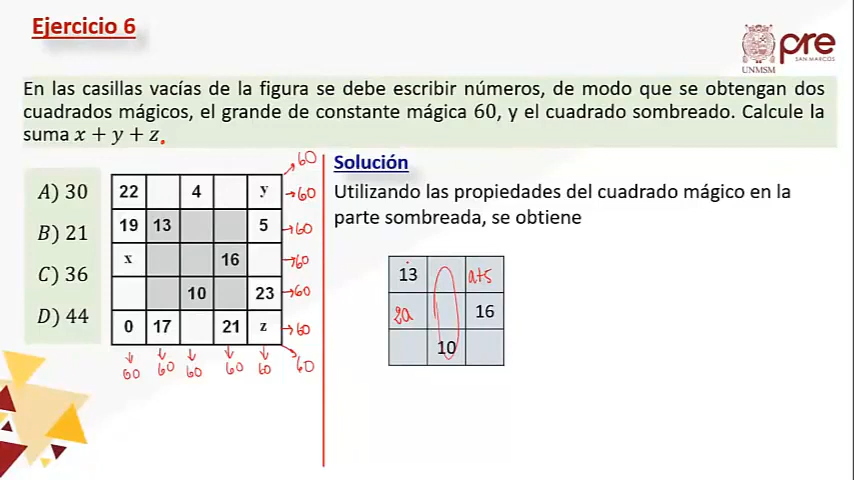 Ejercicio 6
UNMSM
pre
SAN MARCOS
En las casillas vacías de la figura se debe escribir números, de modo que se obtengan dos
cuadrados mágicos, el grande de constante mágica 60, y el cuadrado sombreado. Calcule la
suma x + y + z.
A) 30
B) 21
C) 36
D) 44
60
22 4 y 60
19 13 5 60
x 16 60
10 23 60
0 17 21 z 60
60 60 60 60 60 60
Solución
Utilizando las propiedades del cuadrado mágico en la
parte sombreada, se obtiene
13 a+5
2a 16
10